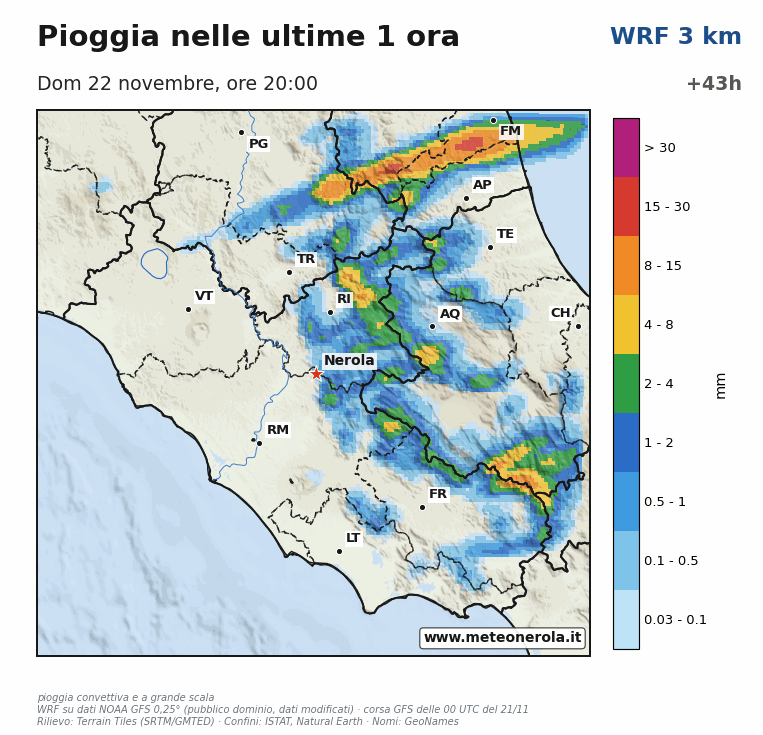 Pioggia nelle ultime 1 ora
WRF 3 km
Dom 22 novembre, ore 20:00
+43h
PG
FM
AP
TE
TR
VT
RI
AQ
CH
Nerola
RM
FR
LT
www.meteonerola.it
> 30
15 - 30
8 - 15
4 - 8
2 - 4
1 - 2
0.5 - 1
0.1 - 0.5
0.03 - 0.1
mm
pioggia convettiva e a grande scala
WRF su dati NOAA GFS 0,25° (pubblico dominio, dati modificati) · corsa GFS delle 00 UTC del 21/11
Rilievo: Terrain Tiles (SRTM/GMTED) · Confini: ISTAT, Natural Earth · Nomi: GeoNames